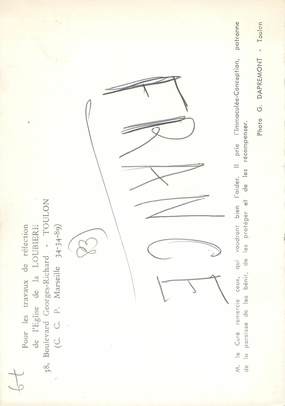 Pour les travaux de réfection
de l'Eglise de la LOUBIERE
38, Boulevard Georges-Richard - TOULON
(C. C. P. Marseille 34-34-89)
83
FRANCE
M. le Curé remercie ceux, qui voudront bien l'aider. Il prie l'Immaculée-Conception, patronne
de la paroisse de les bénir, de les protéger et de les récompenser.
Photo G. DAPREMONT - Toulon